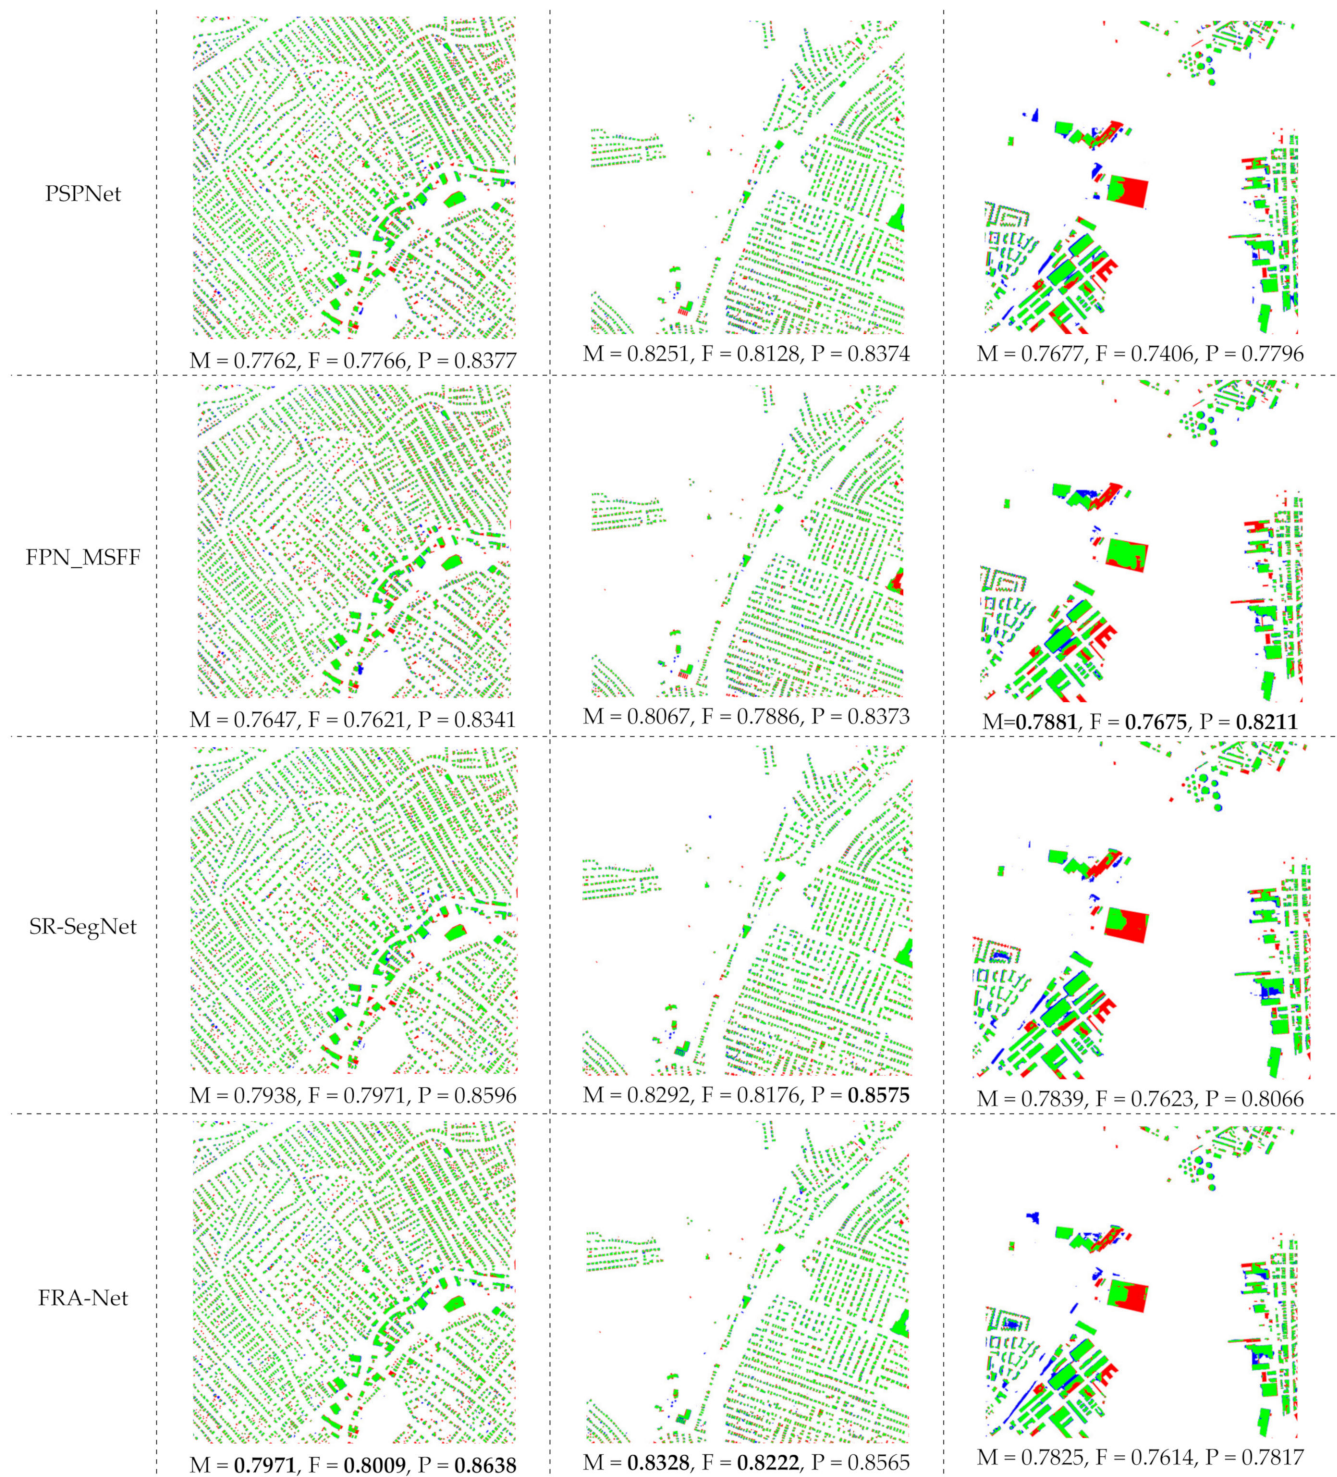 PSPNet
M = 0.7762, F = 0.7766, P = 0.8377
M = 0.8251, F = 0.8128, P = 0.8374
M = 0.7677, F = 0.7406, P = 0.7796
FPN_MSFF
M = 0.7647, F = 0.7621, P = 0.8341
M = 0.8067, F = 0.7886, P = 0.8373
M=0.7881, F = 0.7675, P = 0.8211
SR-SegNet
M = 0.7938, F = 0.7971, P = 0.8596
M = 0.8292, F = 0.8176, P = 0.8575
M = 0.7839, F = 0.7623, P = 0.8066
FRA-Net
M = 0.7971, F = 0.8009, P = 0.8638
M = 0.8328, F = 0.8222, P = 0.8565
M = 0.7825, F = 0.7614, P = 0.7817